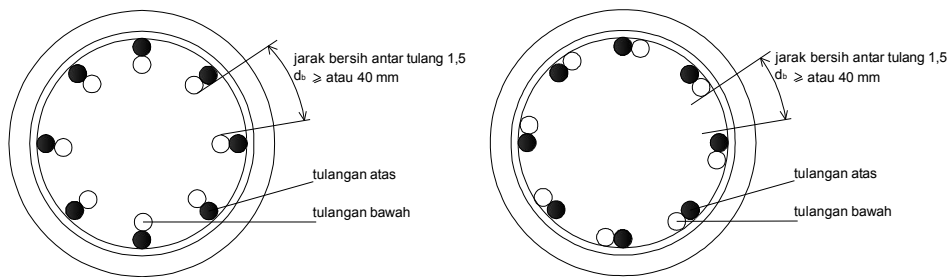 jarak bersih antar tulang 1,5
db ⩾ atau 40 mm
tulangan atas
tulangan bawah
jarak bersih antar tulang 1,5
db ⩾ atau 40 mm
tulangan atas
tulangan bawah